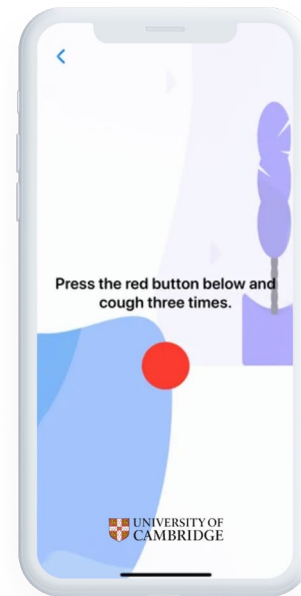 Press the red button below and
cough three times.
UNIVERSITY OF
CAMBRIDGE